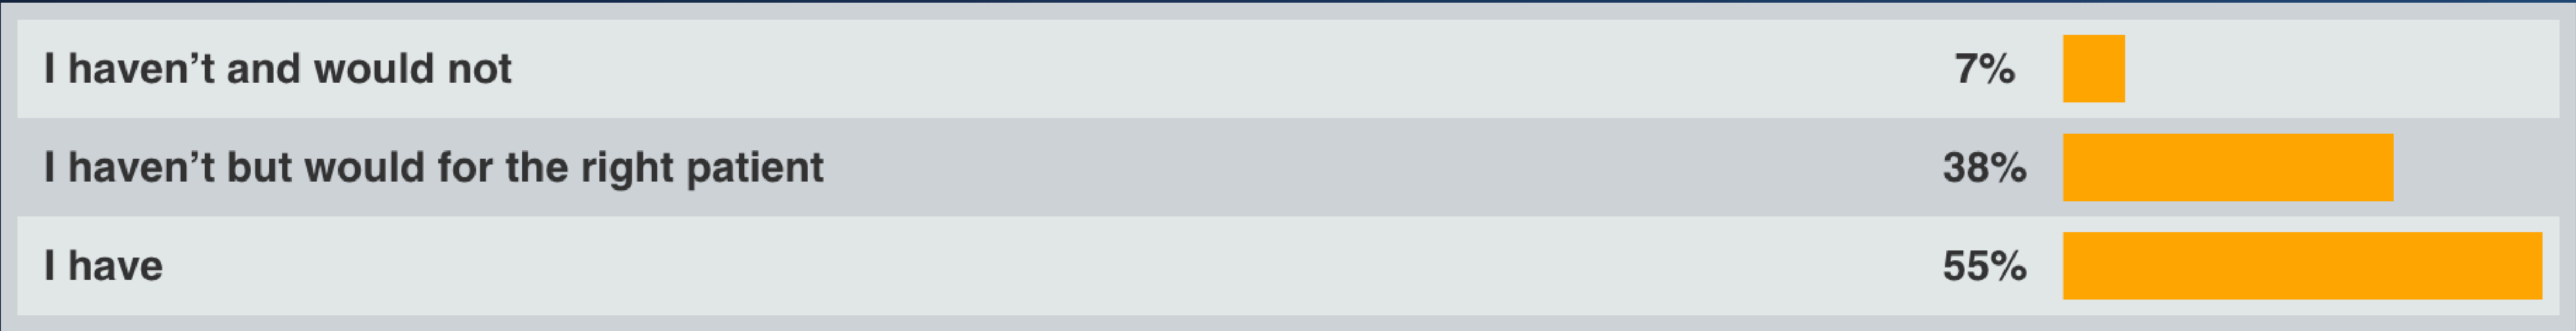 I haven’t and would not 7%
I haven’t but would for the right patient 38%
I have 55%